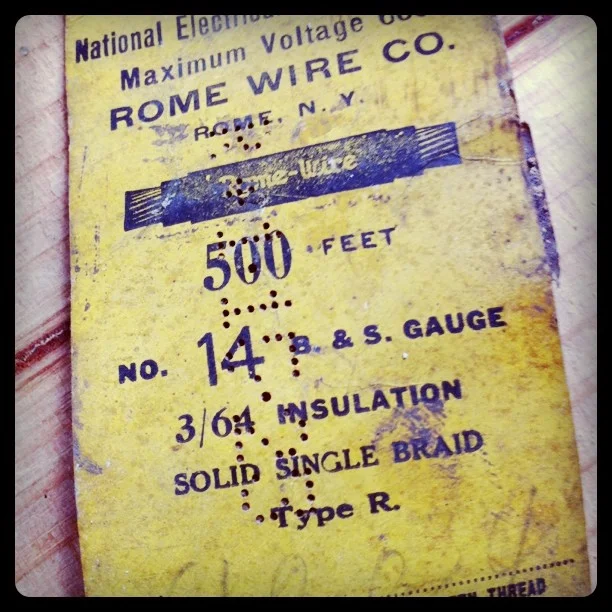 National Electrical
Maximum Voltage
ROME WIRE CO.
ROME, N. Y.
Rome-Wire
500 FEET
NO. 14 B. & S. GAUGE
3/64 INSULATION
SOLID SINGLE BRAID
Type R.
THREAD